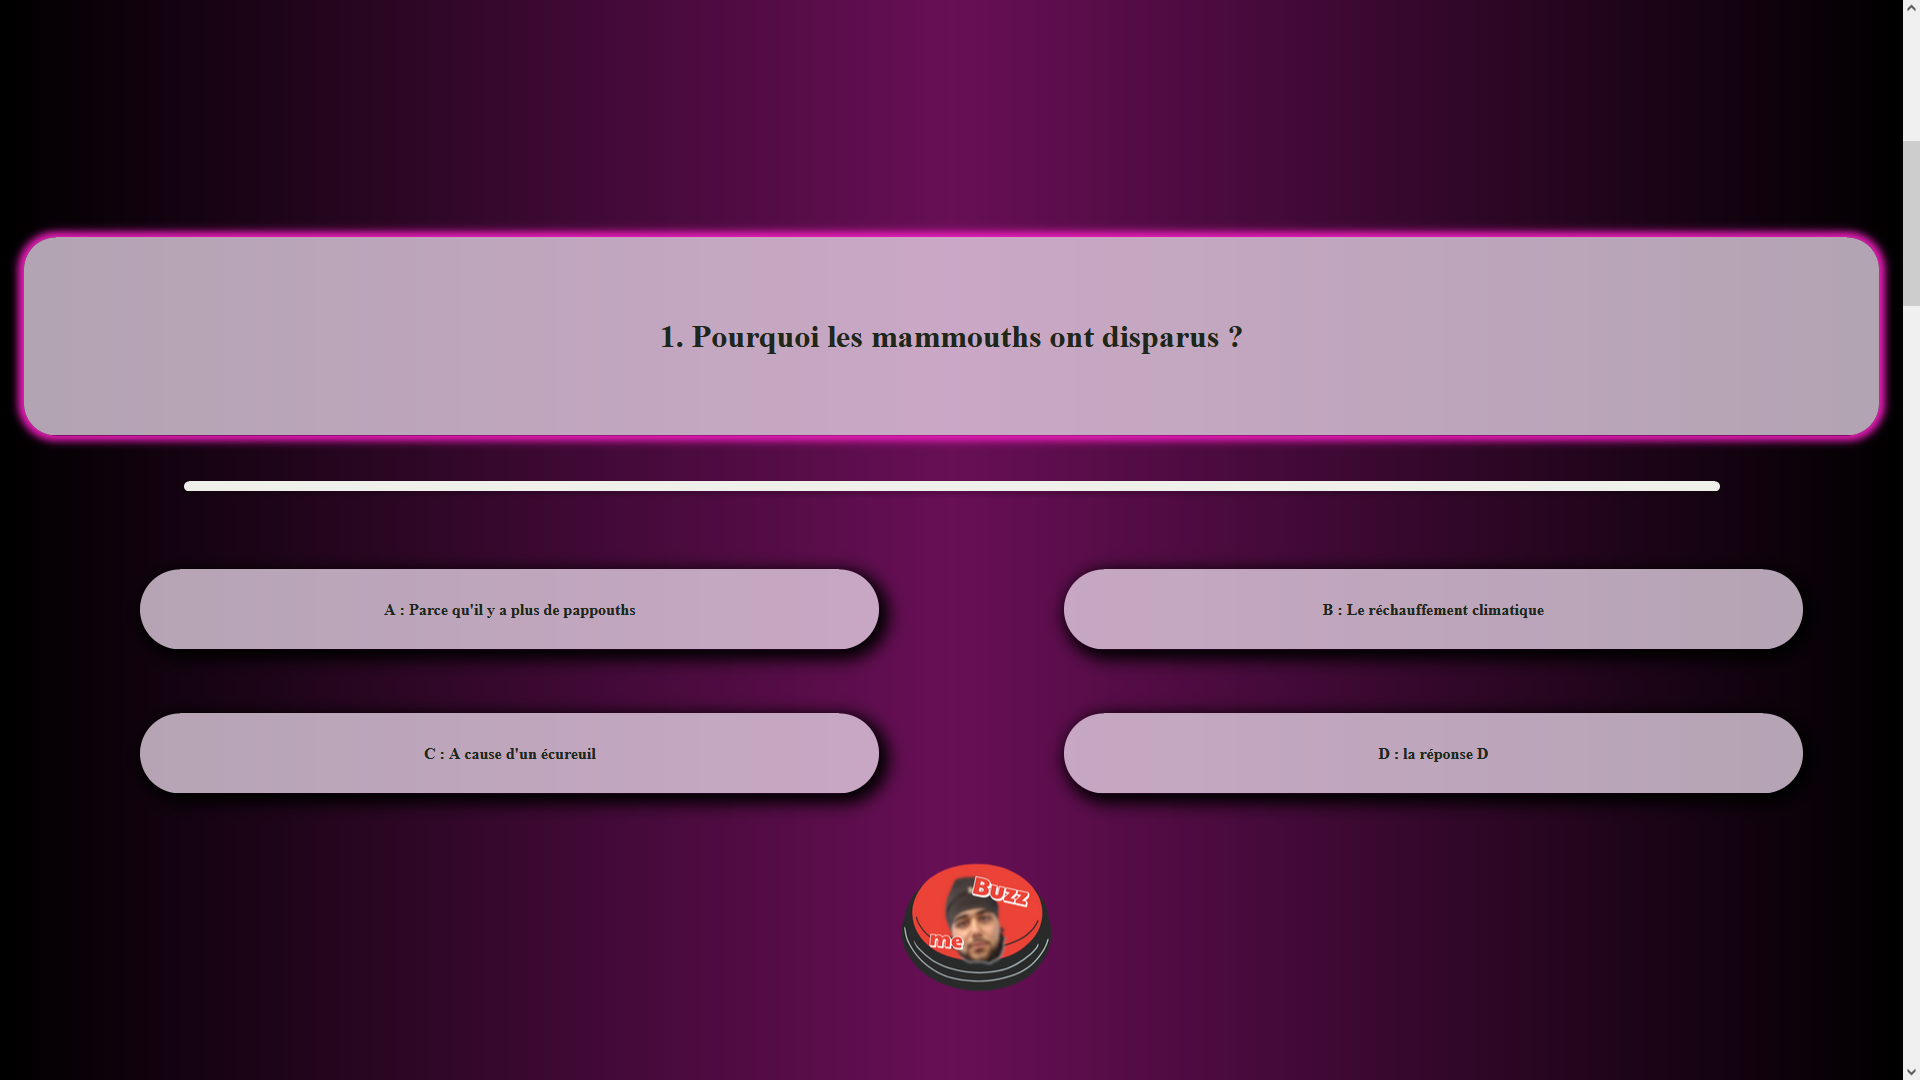 1. Pourquoi les mammouths ont disparus ?
A : Parce qu'il y a plus de pappouths
B : Le réchauffement climatique
C : A cause d'un écureuil
D : la réponse D
Buzz
me